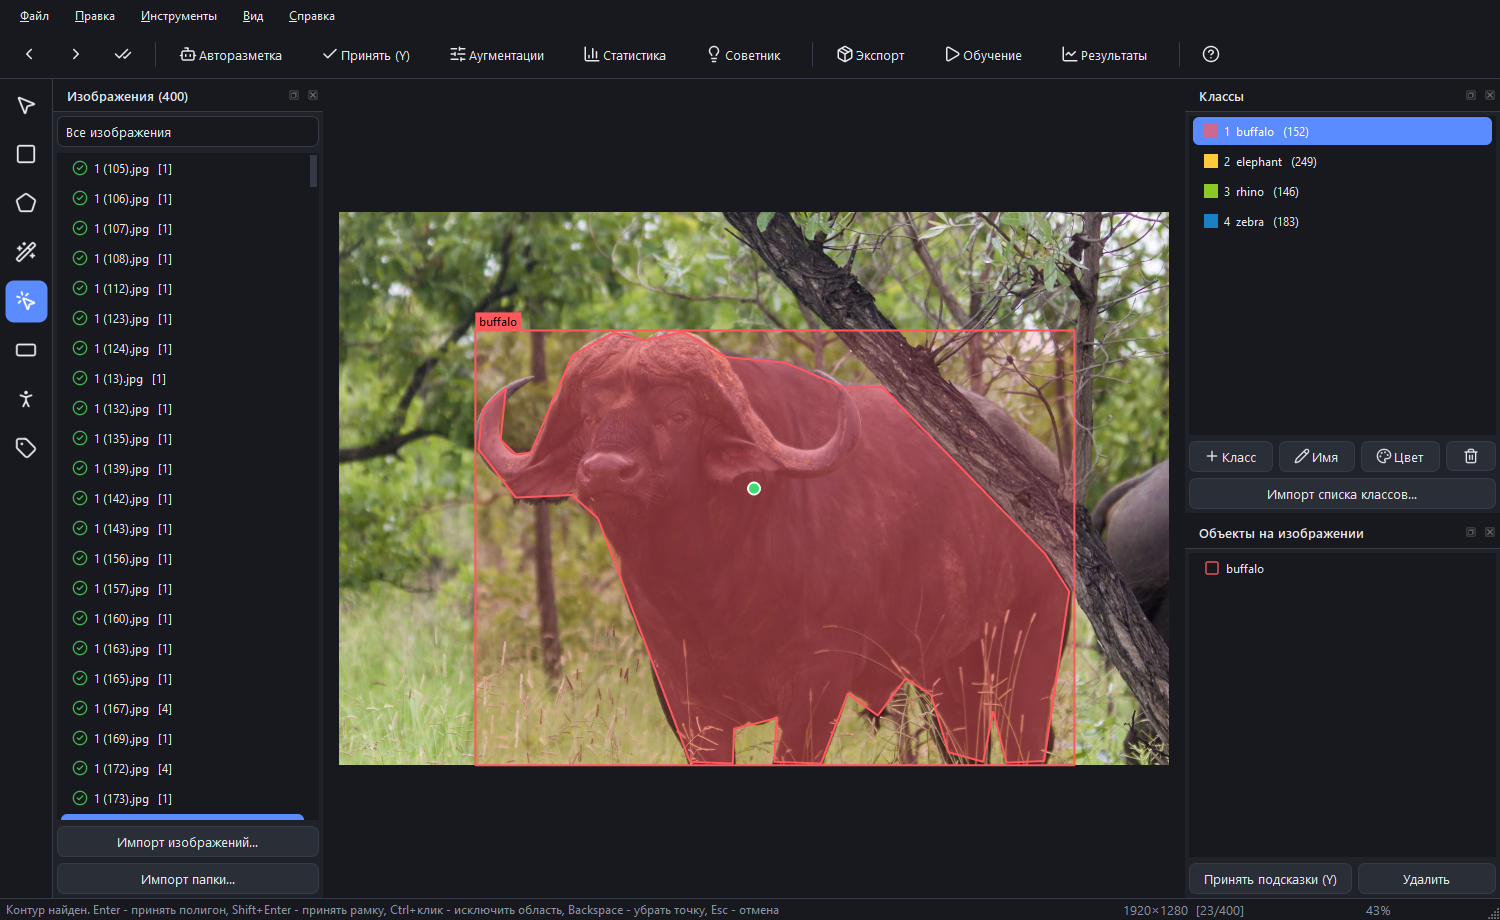 Файл Правка Инструменты Вид Справка
Авторазметка Принять (Y) Аугментации Статистика Советник Экспорт Обучение Результаты
Изображения (400)
Все изображения
1 (105).jpg [1]
1 (106).jpg [1]
1 (107).jpg [1]
1 (108).jpg [1]
1 (112).jpg [1]
1 (123).jpg [1]
1 (124).jpg [1]
1 (13).jpg [1]
1 (132).jpg [1]
1 (135).jpg [1]
1 (139).jpg [1]
1 (142).jpg [1]
1 (143).jpg [1]
1 (156).jpg [1]
1 (157).jpg [1]
1 (160).jpg [1]
1 (163).jpg [1]
1 (165).jpg [1]
1 (167).jpg [4]
1 (169).jpg [1]
1 (172).jpg [4]
1 (173).jpg [1]
Импорт изображений...
Импорт папки...
buffalo
Классы
1 buffalo (152)
2 elephant (249)
3 rhino (146)
4 zebra (183)
Класс Имя Цвет
Импорт списка классов...
Объекты на изображении
buffalo
Принять подсказки (Y) Удалить
Контур найден. Enter - принять полигон, Shift+Enter - принять рамку, Ctrl+клик - исключить область, Backspace - убрать точку, Esc - отмена
1920×1280 [23/400] 43%